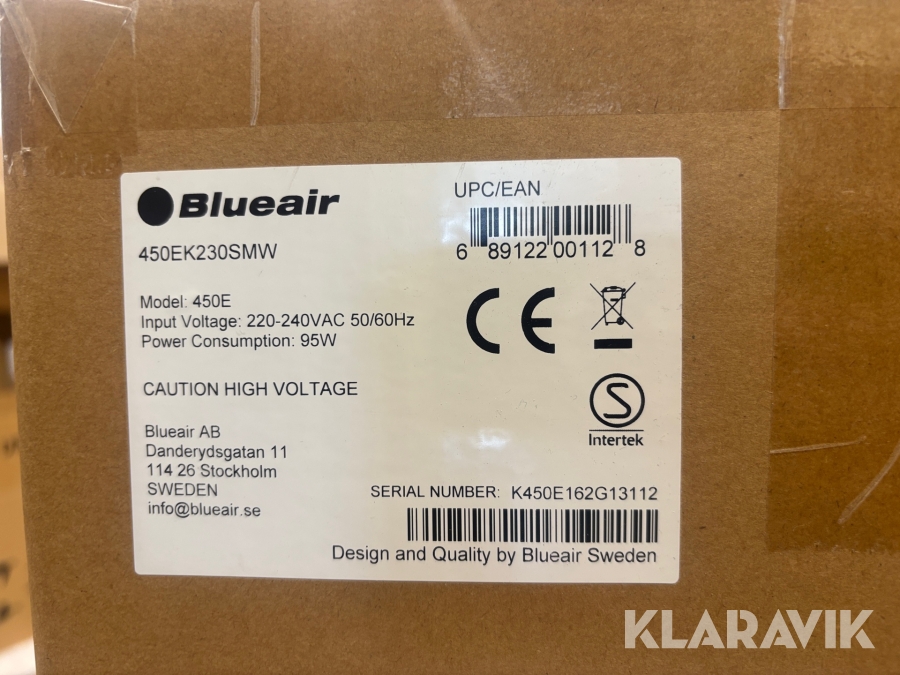 Blueair
450EK230SMW
Model: 450E
Input Voltage: 220-240VAC 50/60Hz
Power Consumption: 95W
CAUTION HIGH VOLTAGE
Blueair AB
Danderydsgatan 11
114 26 Stockholm
SWEDEN
info@blueair.se
UPC/EAN
6 89122 00112 8
CE
S
Intertek
SERIAL NUMBER: K450E162G13112
Design and Quality by Blueair Sweden
KLARAVIK